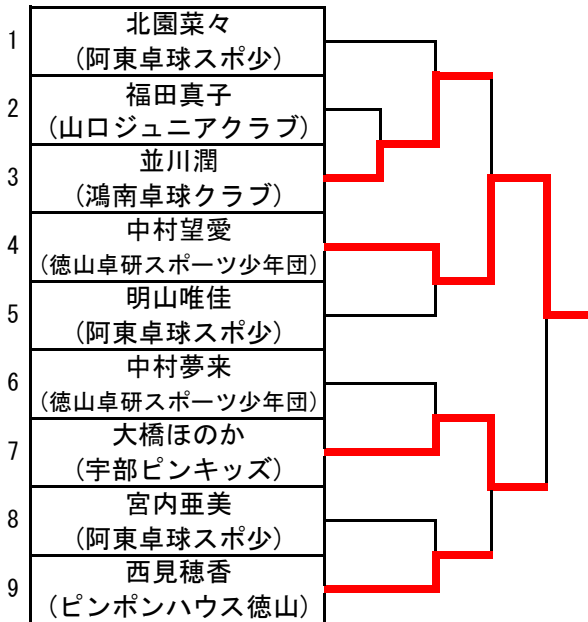 1
北園菜々
(阿東卓球スポ少)
2
福田真子
(山口ジュニアクラブ)
3
並川潤
(鴻南卓球クラブ)
4
中村望愛
(徳山卓研スポーツ少年団)
5
明山唯佳
(阿東卓球スポ少)
6
中村夢来
(徳山卓研スポーツ少年団)
7
大橋ほのか
(宇部ピンキッズ)
8
宮内亜美
(阿東卓球スポ少)
9
西見穂香
(ピンポンハウス徳山)